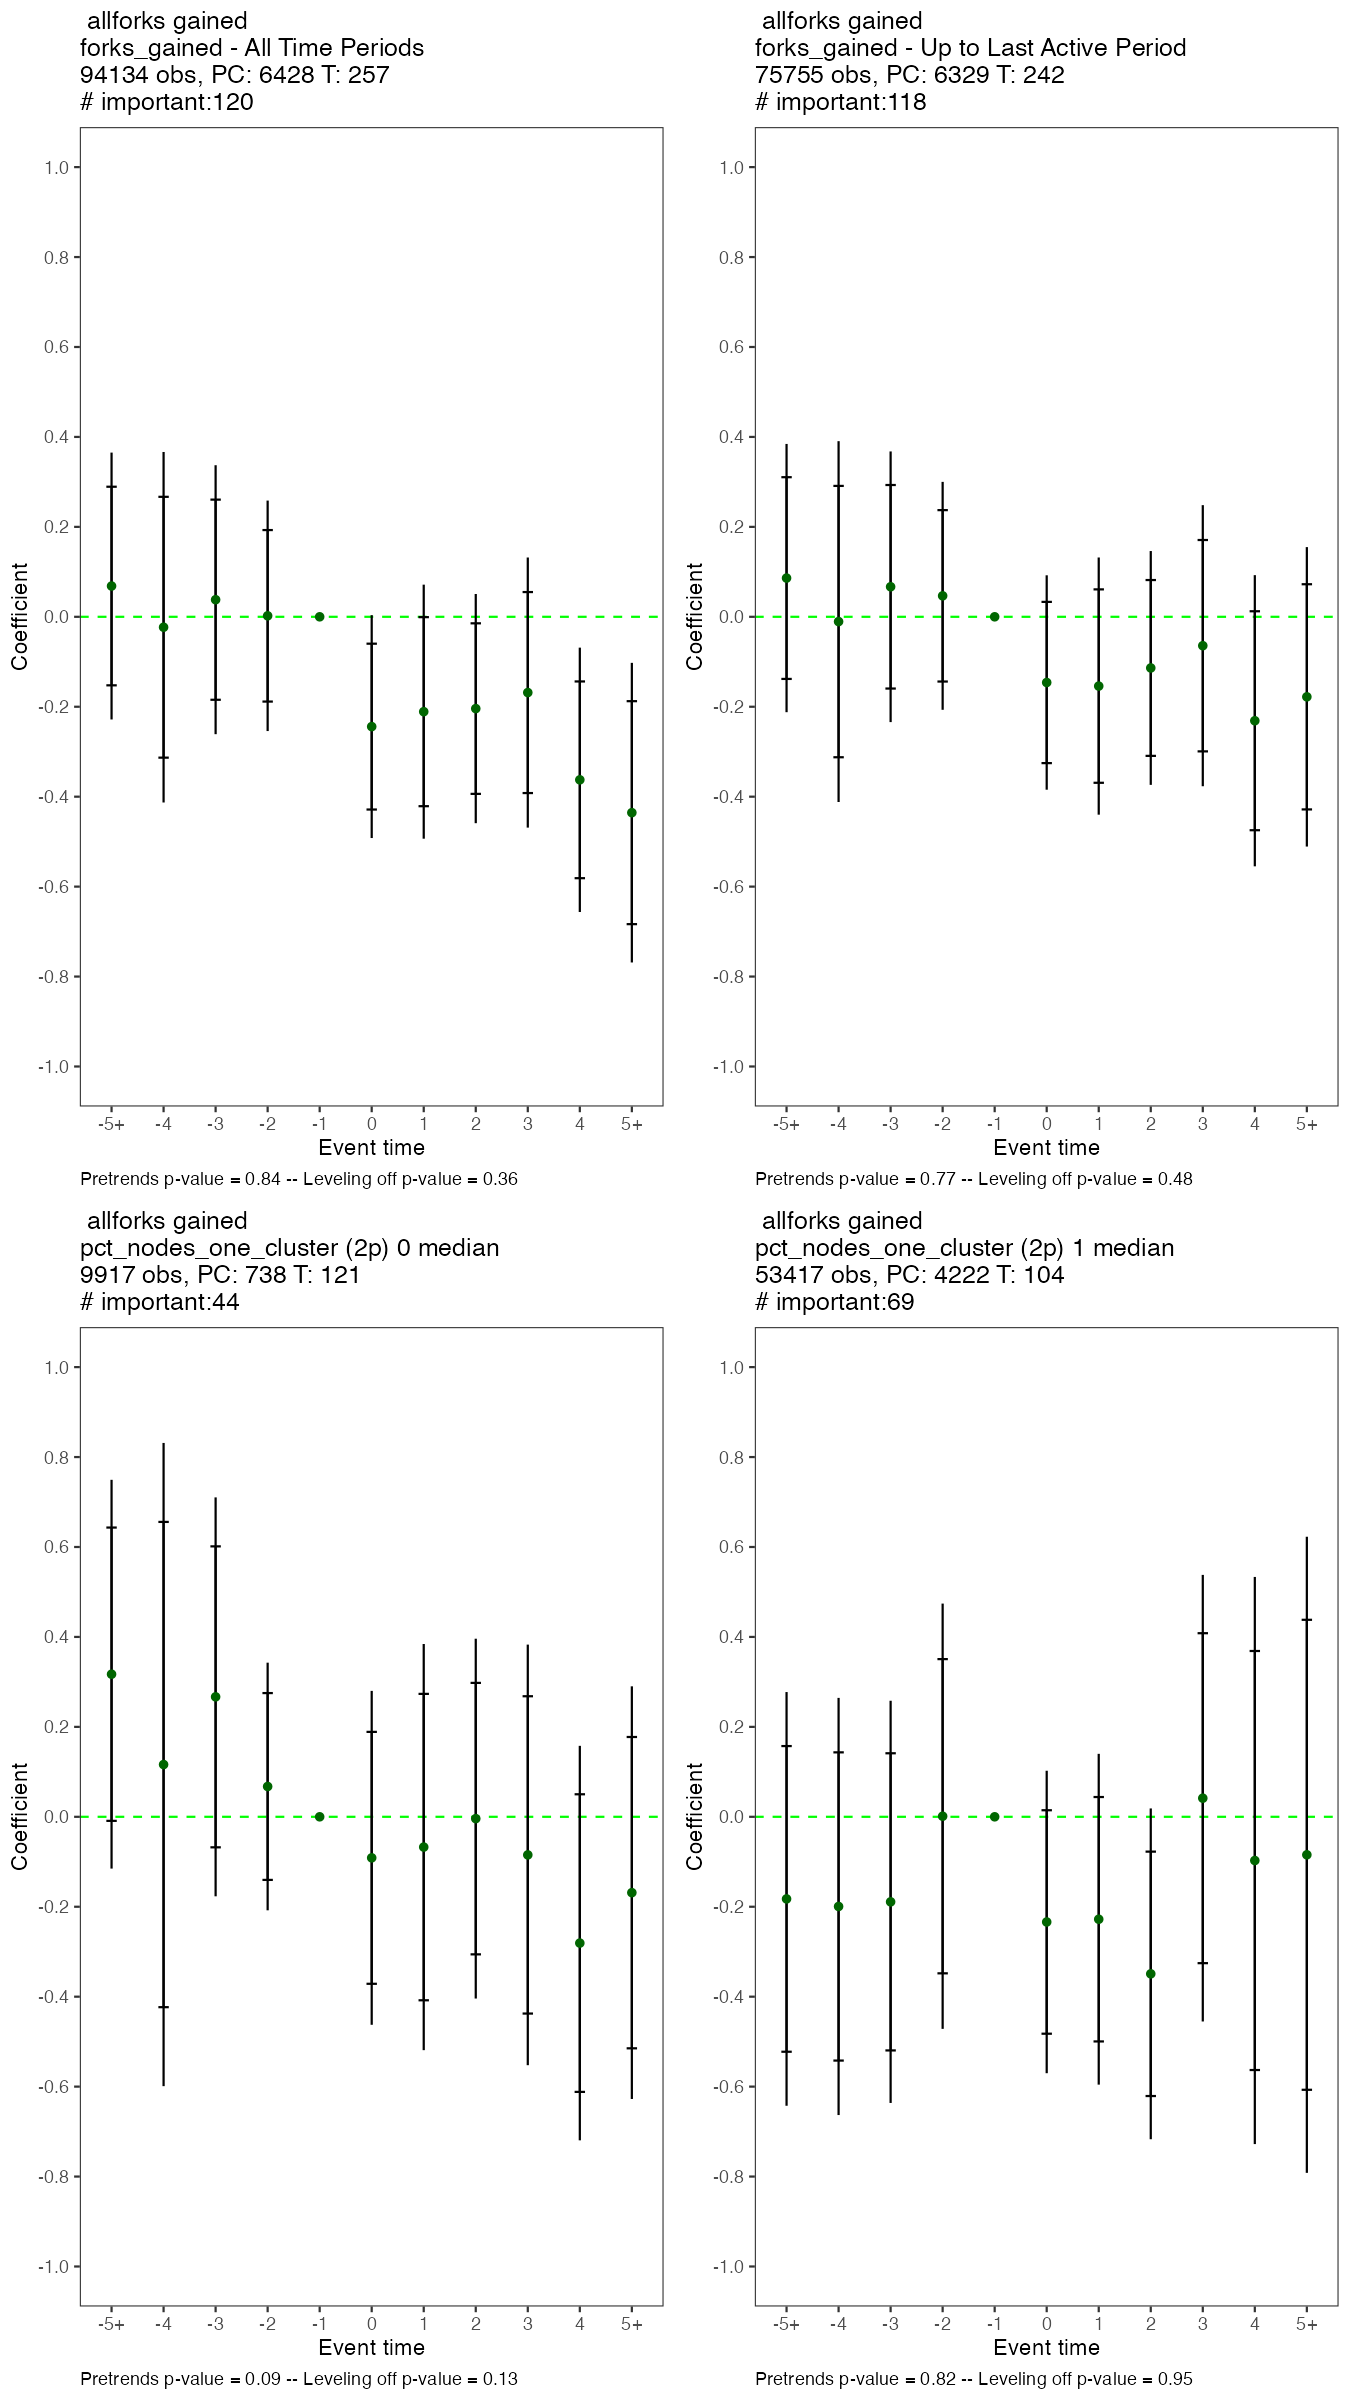 allforks gained
forks_gained - All Time Periods
94134 obs, PC: 6428 T: 257
# important:120
1.0
0.8
0.6
0.4
0.2
0.0
-0.2
-0.4
-0.6
-0.8
-1.0
Coefficient
-5+ -4 -3 -2 -1 0 1 2 3 4 5+
Event time
Pretrends p-value = 0.84 -- Leveling off p-value = 0.36
allforks gained
forks_gained - Up to Last Active Period
75755 obs, PC: 6329 T: 242
# important:118
1.0
0.8
0.6
0.4
0.2
0.0
-0.2
-0.4
-0.6
-0.8
-1.0
Coefficient
-5+ -4 -3 -2 -1 0 1 2 3 4 5+
Event time
Pretrends p-value = 0.77 -- Leveling off p-value = 0.48
allforks gained
pct_nodes_one_cluster (2p) 0 median
9917 obs, PC: 738 T: 121
# important:44
1.0
0.8
0.6
0.4
0.2
0.0
-0.2
-0.4
-0.6
-0.8
-1.0
Coefficient
-5+ -4 -3 -2 -1 0 1 2 3 4 5+
Event time
Pretrends p-value = 0.09 -- Leveling off p-value = 0.13
allforks gained
pct_nodes_one_cluster (2p) 1 median
53417 obs, PC: 4222 T: 104
# important:69
1.0
0.8
0.6
0.4
0.2
0.0
-0.2
-0.4
-0.6
-0.8
-1.0
Coefficient
-5+ -4 -3 -2 -1 0 1 2 3 4 5+
Event time
Pretrends p-value = 0.82 -- Leveling off p-value = 0.95